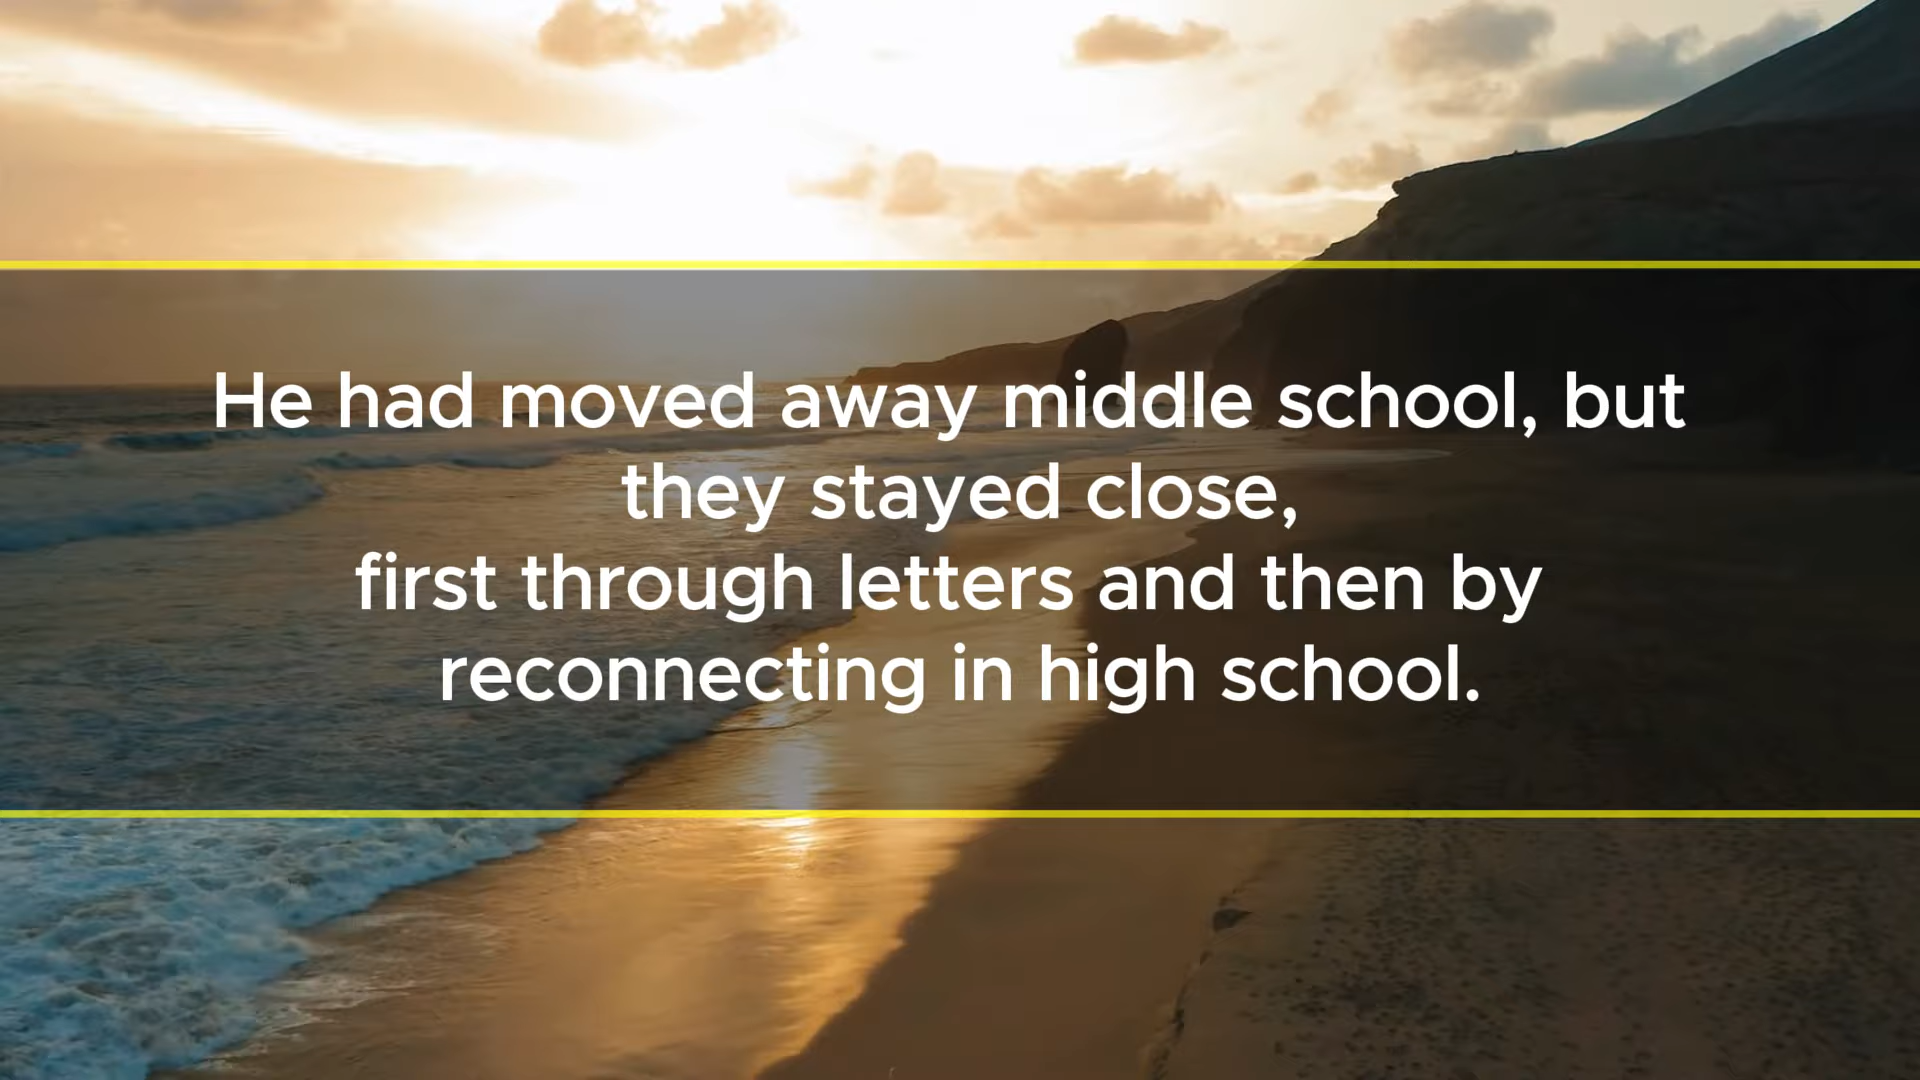 He had moved away middle school, but
they stayed close,
first through letters and then by
reconnecting in high school.